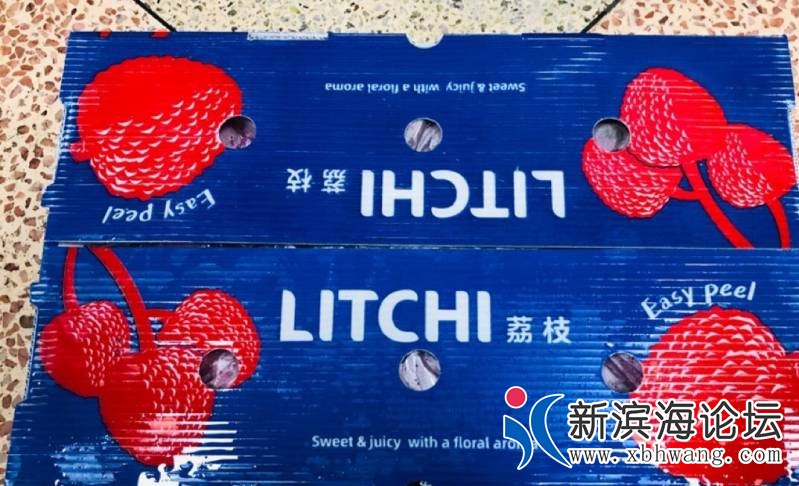 Sweet & juicy with a floral aroma
LITCHI 荔枝
Easy peel
LITCHI 荔枝
Easy peel
Sweet & juicy with a floral aroma
新滨海论坛
www.xbhwang.com